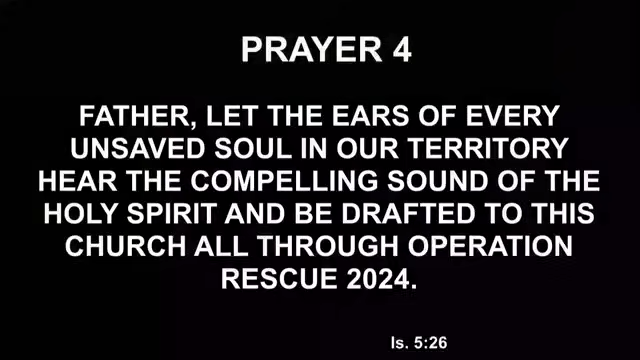 PRAYER 4
FATHER, LET THE EARS OF EVERY
UNSAVED SOUL IN OUR TERRITORY
HEAR THE COMPELLING SOUND OF THE
HOLY SPIRIT AND BE DRAFTED TO THIS
CHURCH ALL THROUGH OPERATION
RESCUE 2024.
Is. 5:26